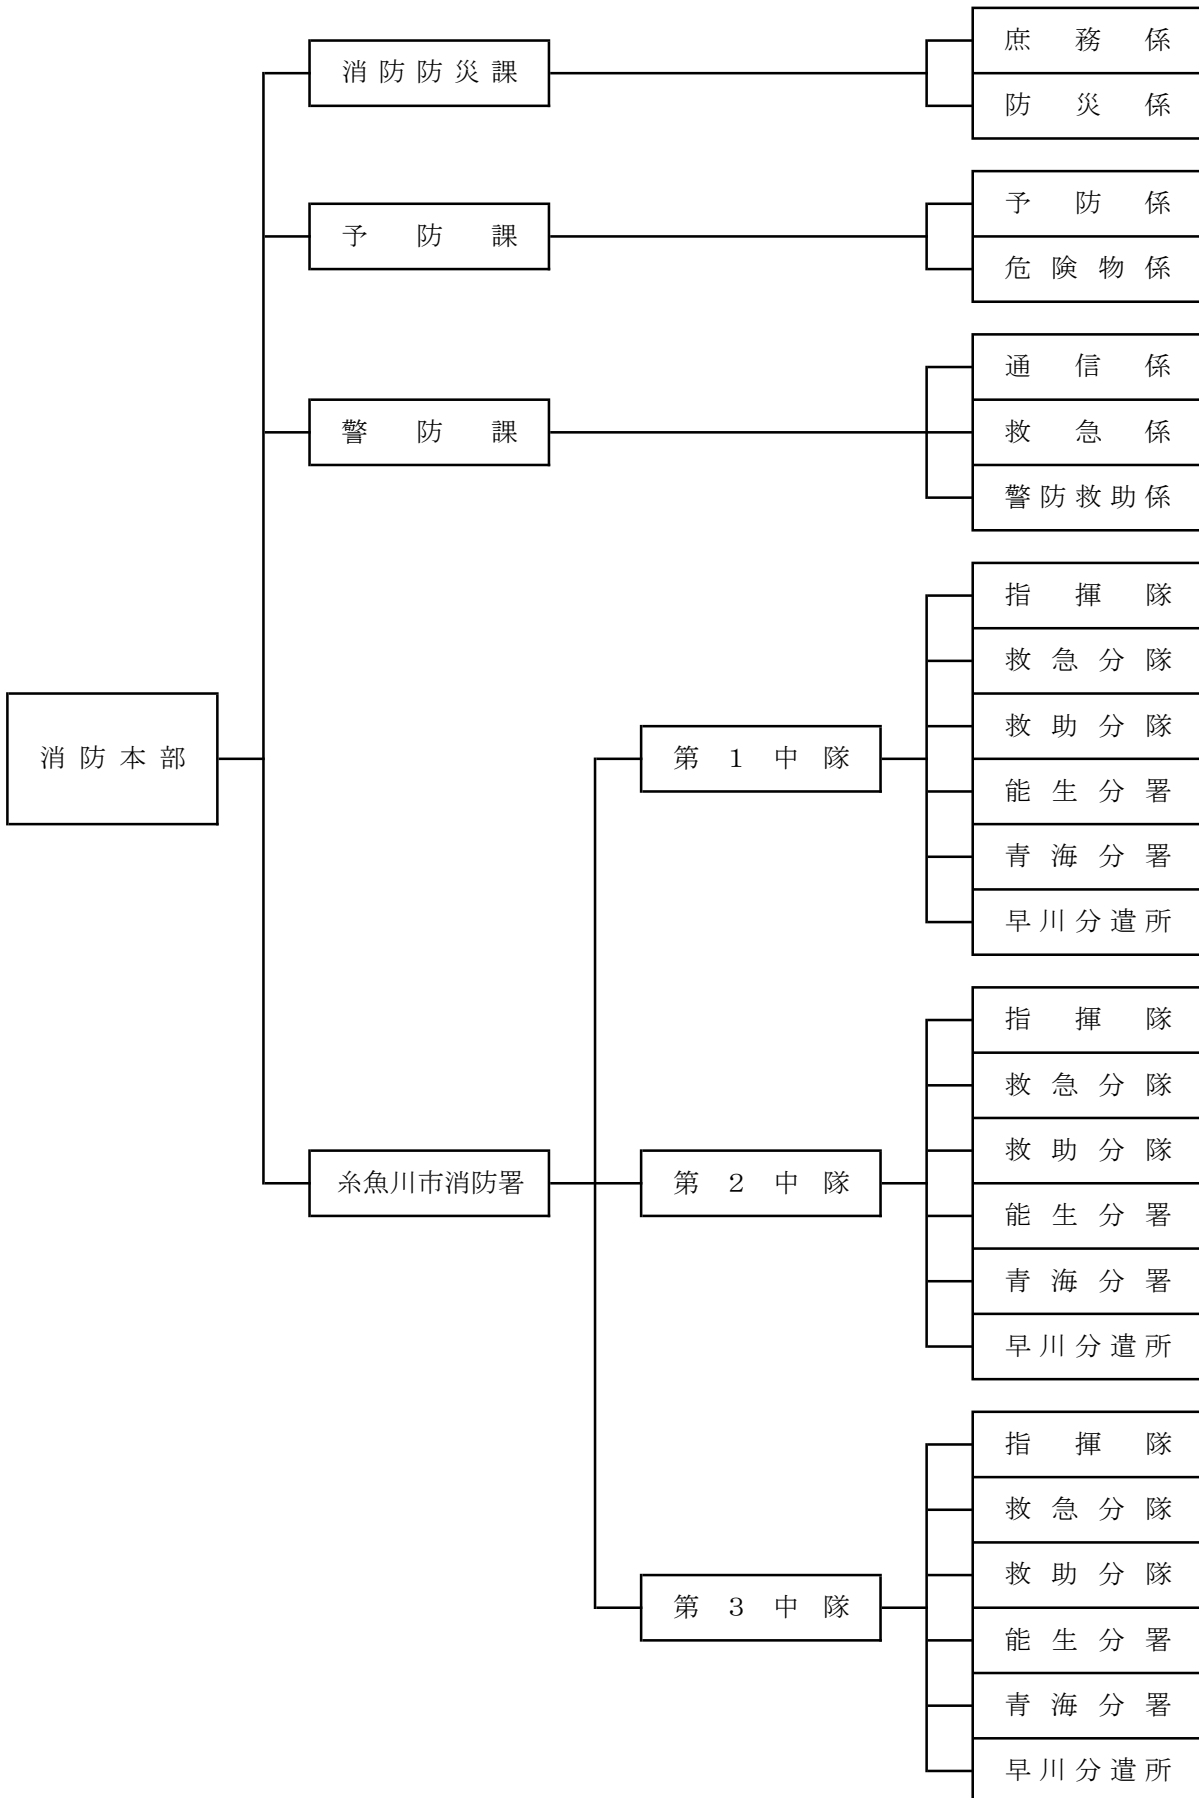 消防本部
消防防災課
庶務係
防災係
予防課
予防係
危険物係
警防課
通信係
救急係
警防救助係
糸魚川市消防署
第１中隊
指揮隊
救急分隊
救助分隊
能生分署
青海分署
早川分遣所
第２中隊
指揮隊
救急分隊
救助分隊
能生分署
青海分署
早川分遣所
第３中隊
指揮隊
救急分隊
救助分隊
能生分署
青海分署
早川分遣所